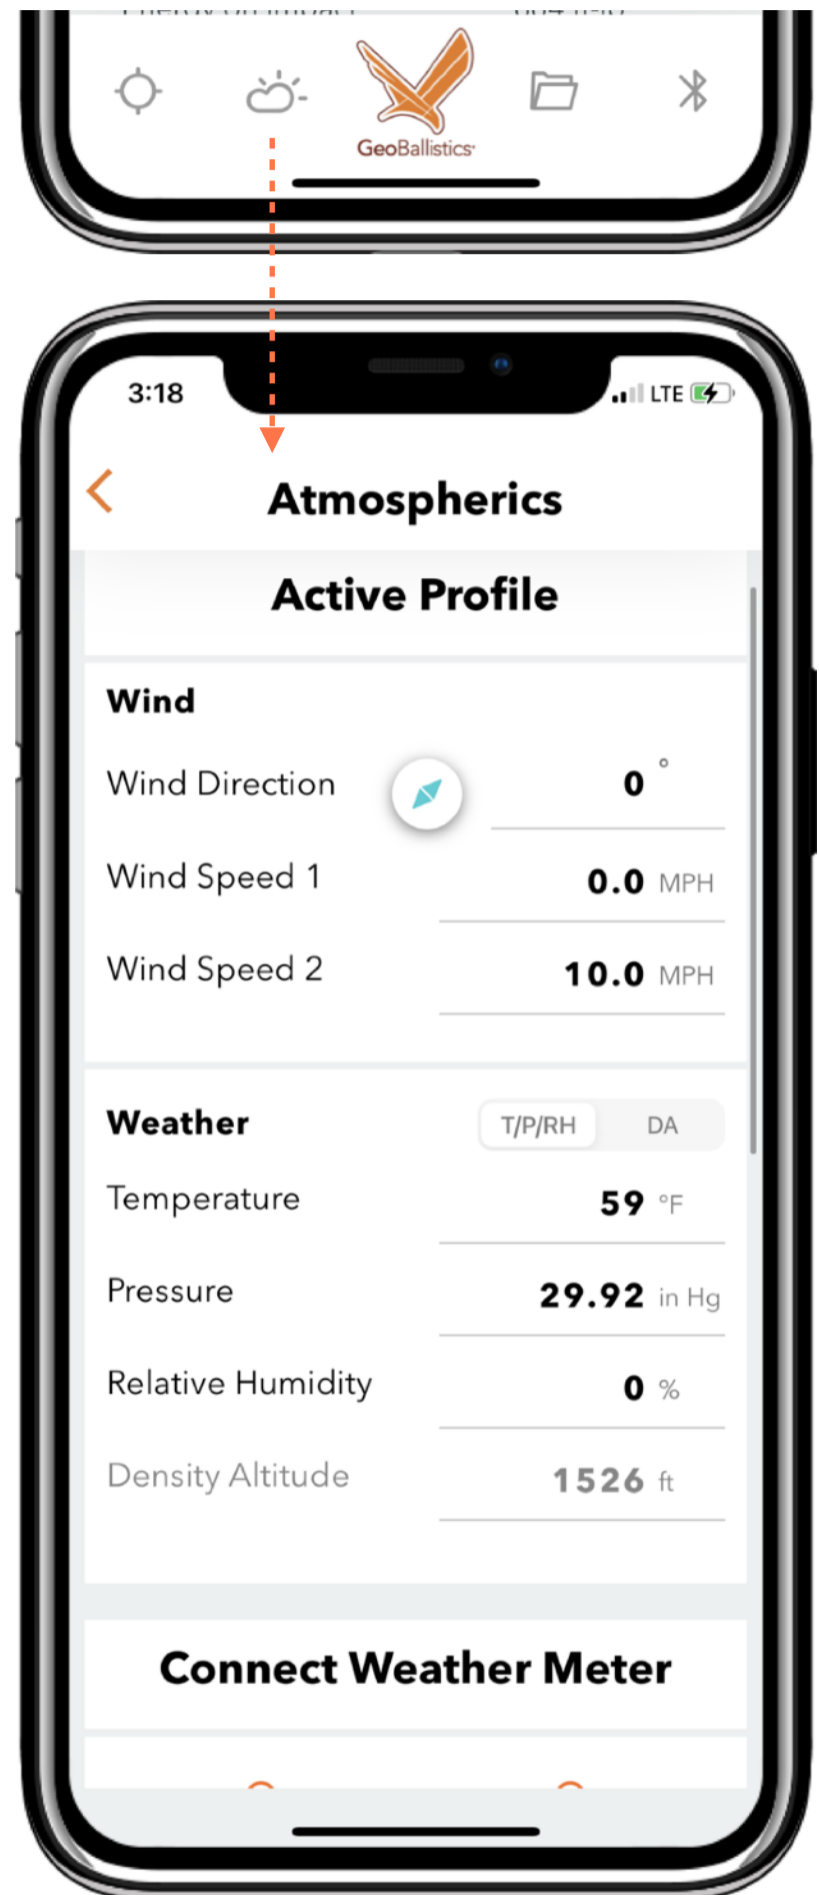 GeoBallistics
3:18 LTE
Atmospherics
Active Profile
Wind
Wind Direction 0 °
Wind Speed 1 0.0 MPH
Wind Speed 2 10.0 MPH
Weather T/P/RH DA
Temperature 59 °F
Pressure 29.92 in Hg
Relative Humidity 0 %
Density Altitude 1526 ft
Connect Weather Meter